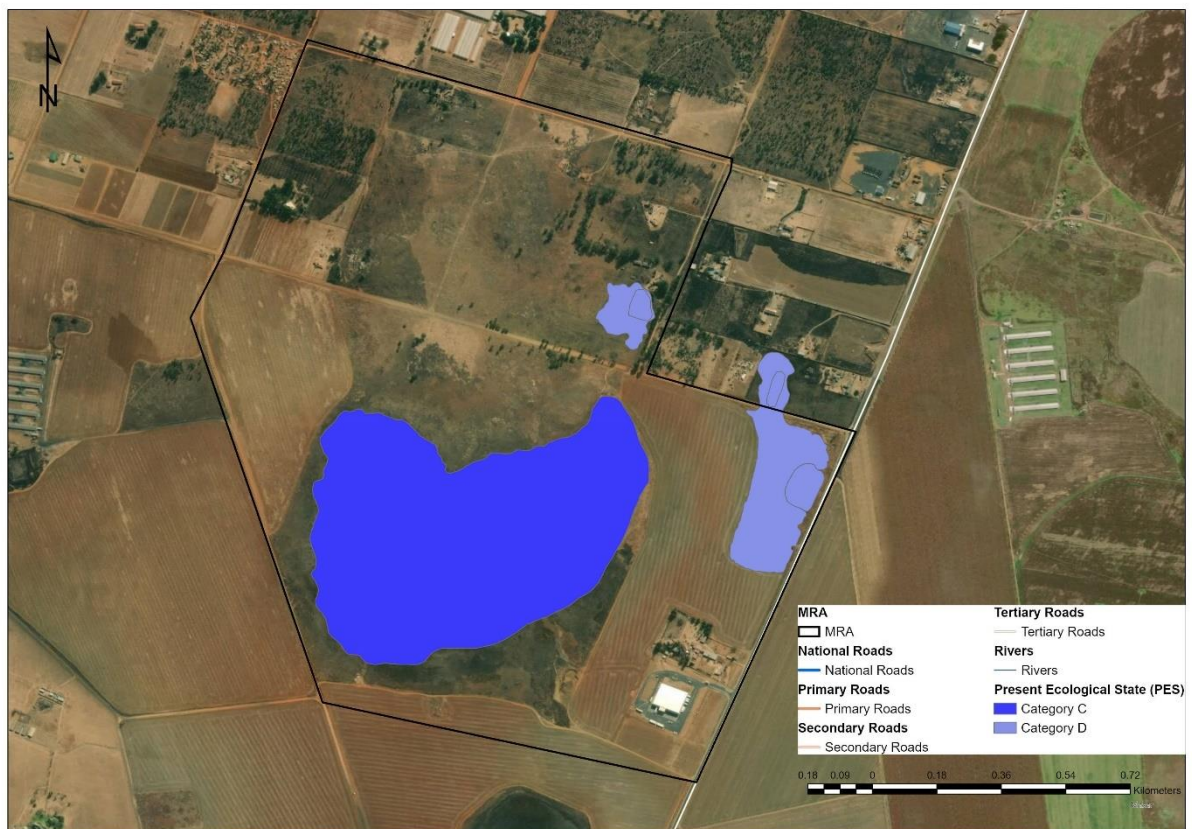 N
MRA
MRA
National Roads
National Roads
Primary Roads
Primary Roads
Secondary Roads
Secondary Roads
Tertiary Roads
Tertiary Roads
Rivers
Rivers
Present Ecological State (PES)
Category C
Category D
0.18 0.09 0 0.18 0.36 0.54 0.72
Kilometers